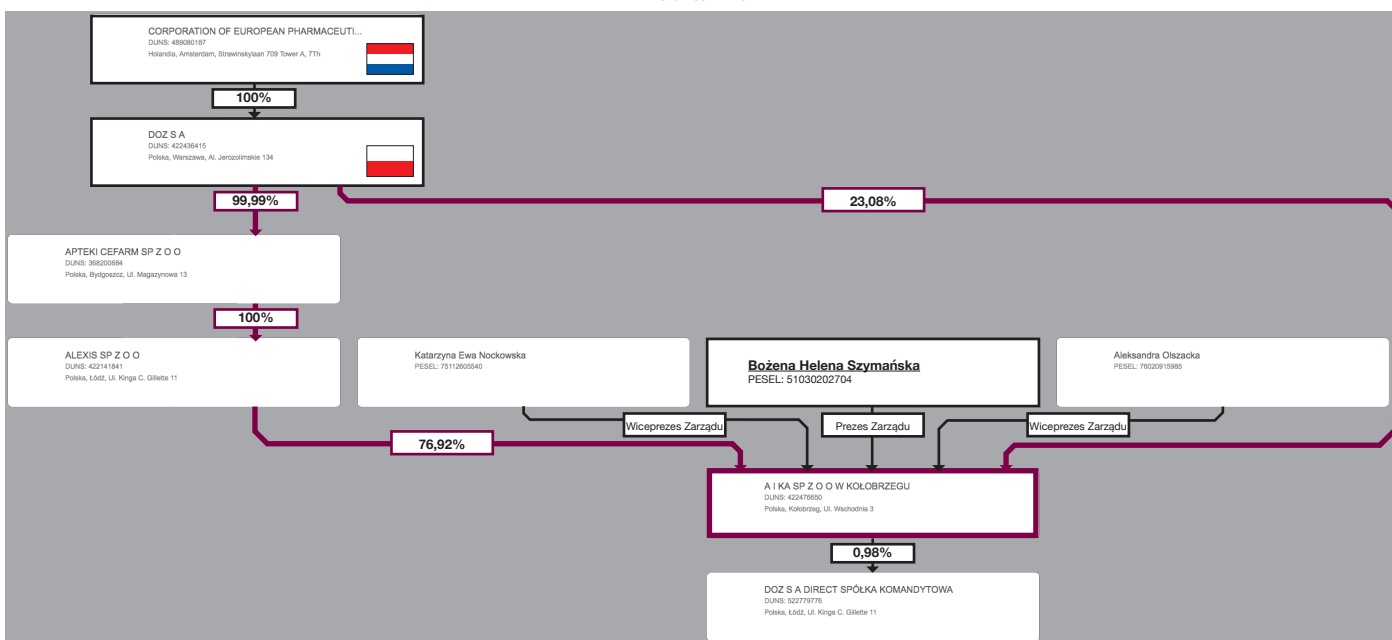 CORPORATION OF EUROPEAN PHARMACEUTI...
DUNS: 489080187
Holandia, Amsterdam, Strawinskylaan 709 Tower A, 7Th
100%
DOZ S A
DUNS: 422436415
Polska, Warszawa, Al. Jerozolimskie 134
99,99%
23,08%
APTEKI CEFARM SP Z O O
DUNS: 368200684
Polska, Bydgoszcz, Ul. Magazynowa 13
100%
ALEXIS SP Z O O
DUNS: 422141841
Polska, Łódź, Ul. Kinga C. Gillette 11
Katarzyna Ewa Nockowska
PESEL: 75112605540
Bożena Helena Szymańska
PESEL: 51030202704
Aleksandra Olszacka
PESEL: 76020915985
Wiceprezes Zarządu
Prezes Zarządu
Wiceprezes Zarządu
76,92%
A I KA SP Z O O W KOŁOBRZEGU
DUNS: 422476650
Polska, Kołobrzeg, Ul. Wschodnia 3
0,98%
DOZ S A DIRECT SPÓŁKA KOMANDYTOWA
DUNS: 522779776
Polska, Łódź, Ul. Kinga C. Gillette 11